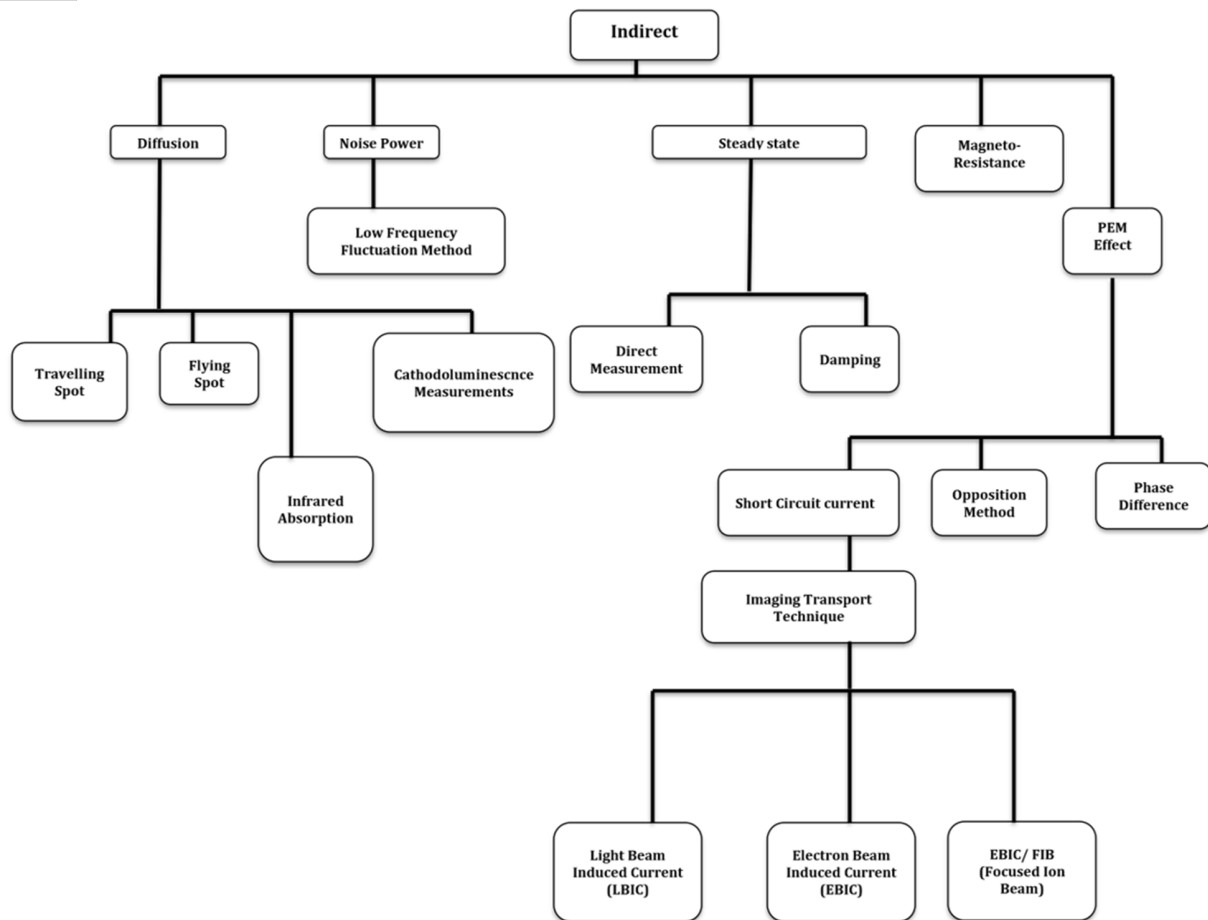 Indirect
Diffusion
Noise Power
Steady state
Magneto-
Resistance
Low Frequency
Fluctuation Method
PEM
Effect
Travelling
Spot
Flying
Spot
Cathodoluminescnce
Measurements
Direct
Measurement
Damping
Infrared
Absorption
Short Circuit current
Opposition
Method
Phase
Difference
Imaging Transport
Technique
Light Beam
Induced Current
(LBIC)
Electron Beam
Induced Current
(EBIC)
EBIC/ FIB
(Focused Ion
Beam)